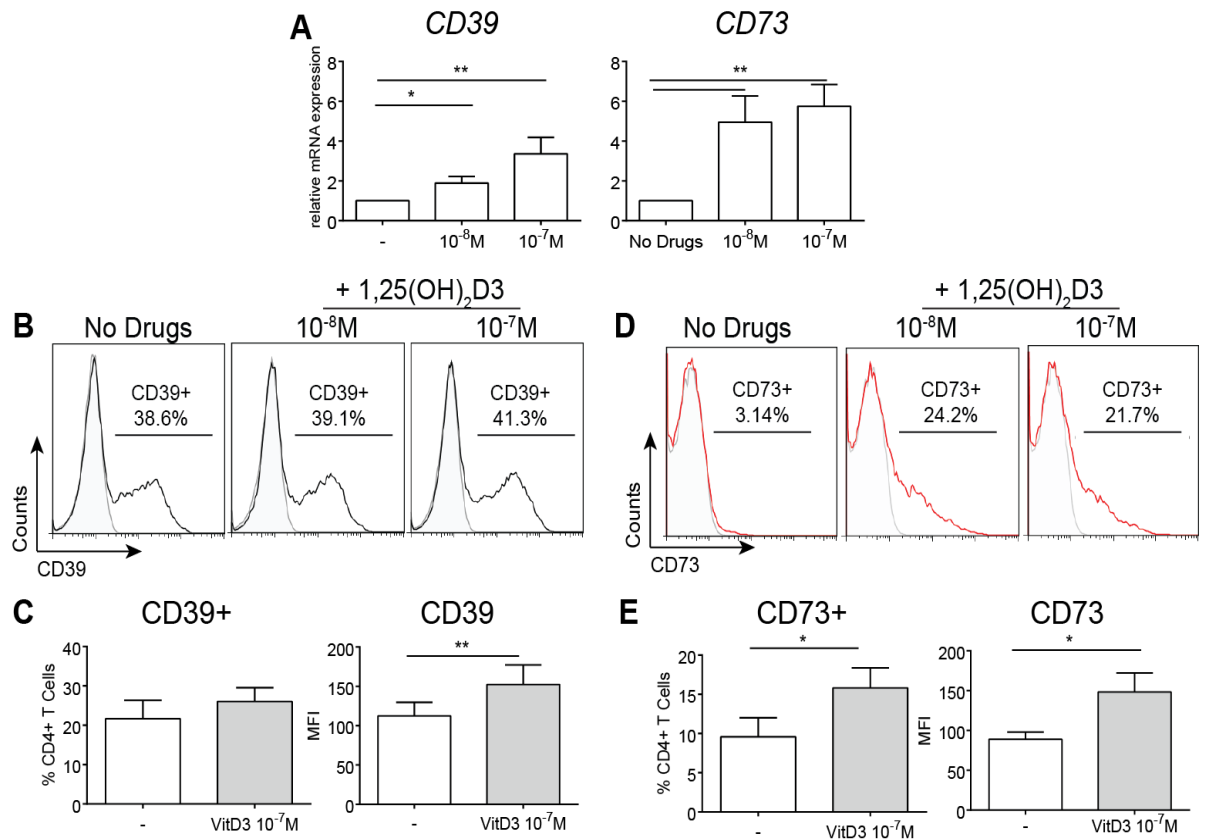 A
CD39
CD73
relative mRNA expression
8
6
4
2
0
**
*
-
10⁻⁸M
10⁻⁷M
8
6
4
2
0
**
No Drugs
10⁻⁸M
10⁻⁷M
B
+ 1,25(OH)₂D3
No Drugs
10⁻⁸M
10⁻⁷M
CD39+
38.6%
CD39+
39.1%
CD39+
41.3%
Counts
CD39
D
+ 1,25(OH)₂D3
No Drugs
10⁻⁸M
10⁻⁷M
CD73+
3.14%
CD73+
24.2%
CD73+
21.7%
Counts
CD73
C
CD39+
% CD4+ T Cells
40
30
20
10
0
-
VitD3 10⁻⁷M
CD39
MFI
200
150
100
50
0
**
-
VitD3 10⁻⁷M
E
CD73+
% CD4+ T Cells
20
15
10
5
0
*
-
VitD3 10⁻⁷M
CD73
MFI
200
150
100
50
0
*
-
VitD3 10⁻⁷M